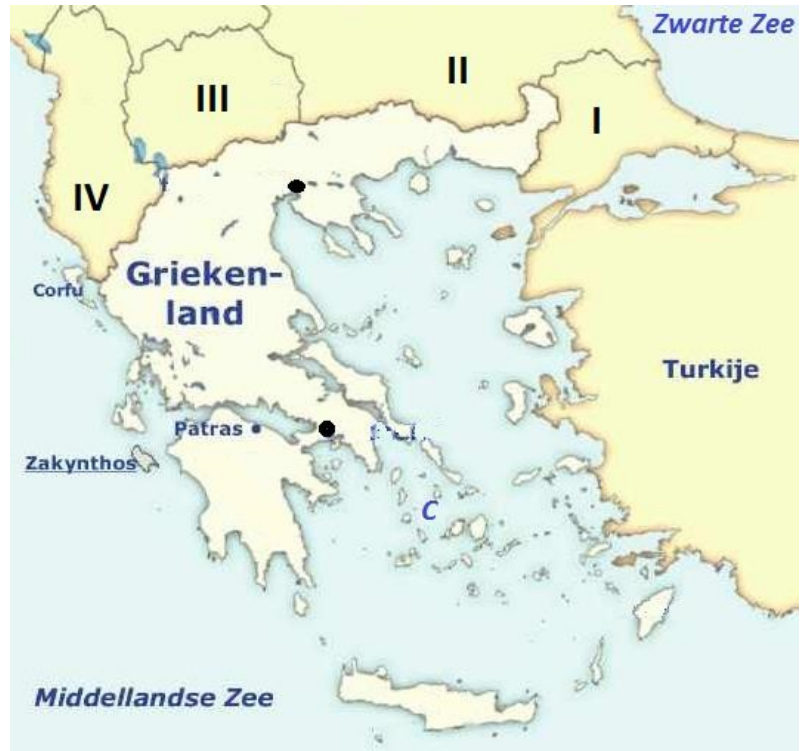 Zwarte Zee
II
III
I
IV
Grieken-
land
Corfu
Turkije
Patras
Zakynthos
C
Middellandse Zee